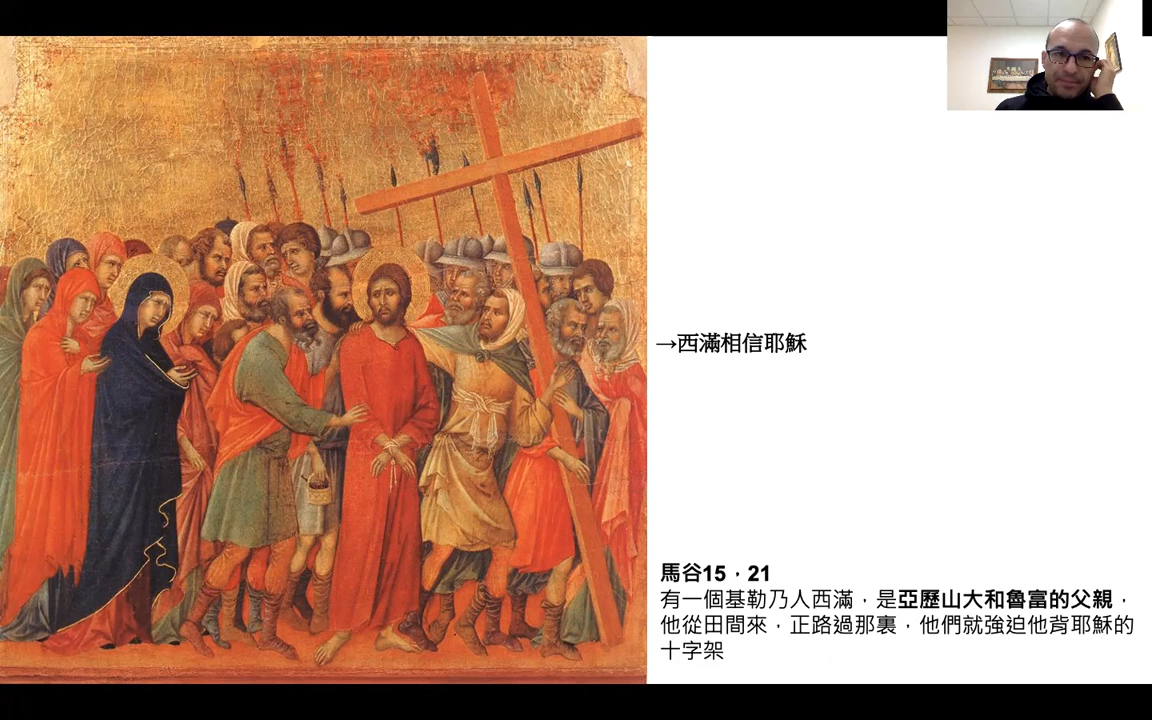 →西滿相信耶穌
馬谷15，21
有一個基勒乃人西滿，是亞歷山大和魯富的父親，
他從田間來，正路過那裏，他們就強迫他背耶穌的
十字架